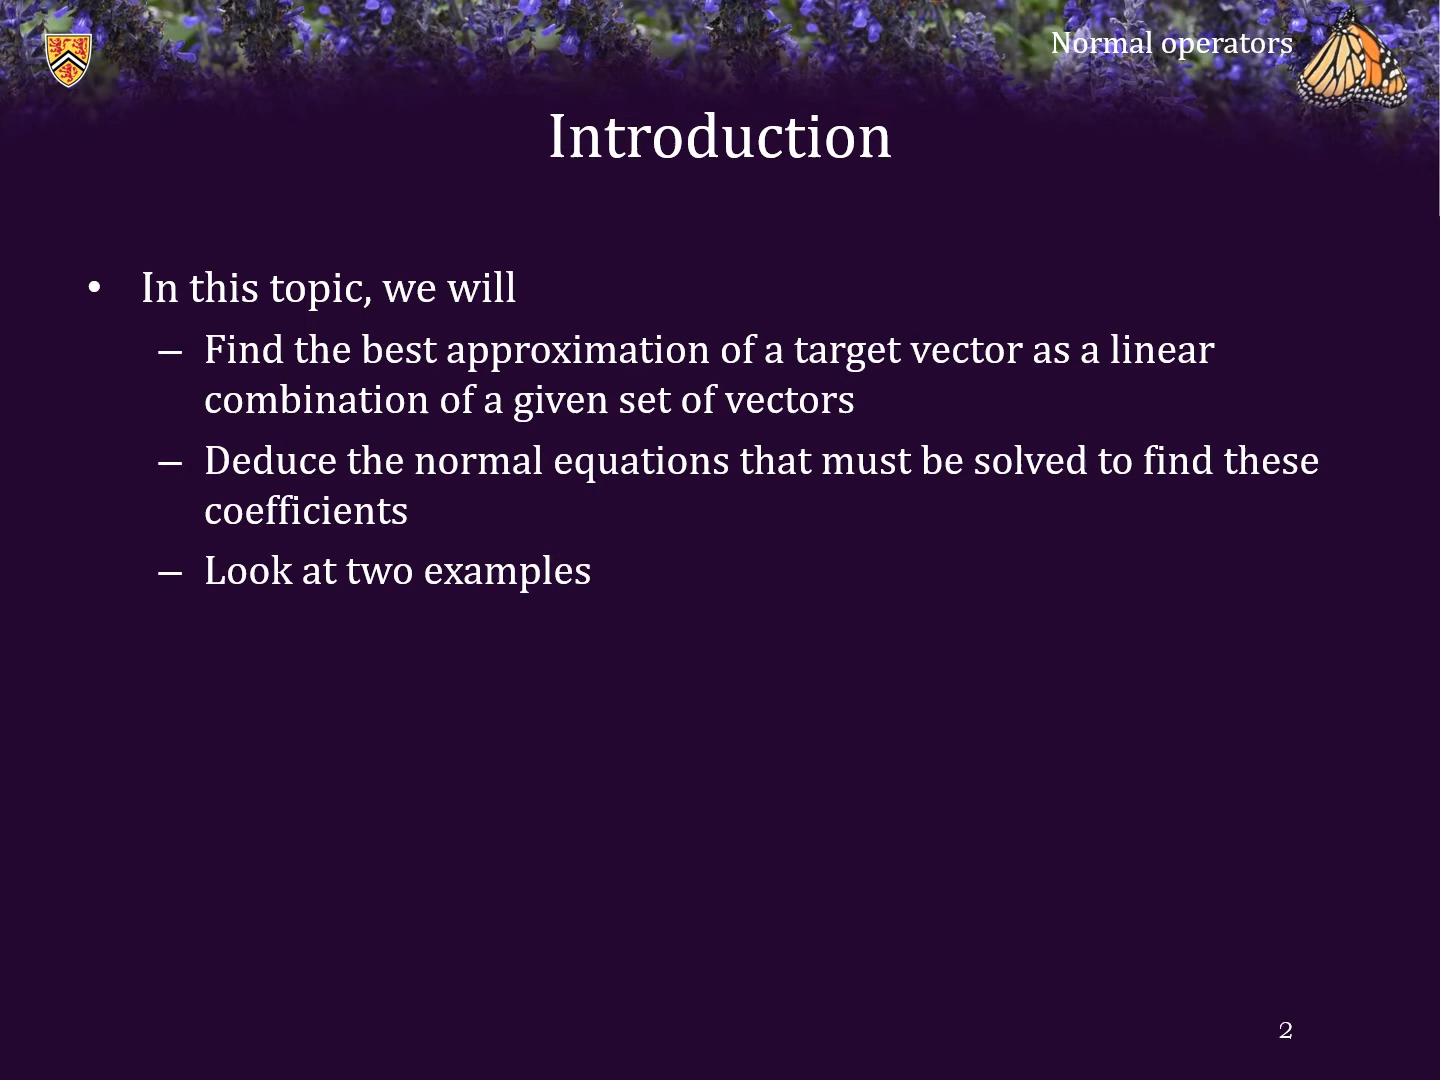 Normal operators
Introduction
• In this topic, we will
– Find the best approximation of a target vector as a linear
combination of a given set of vectors
– Deduce the normal equations that must be solved to find these
coefficients
– Look at two examples
2